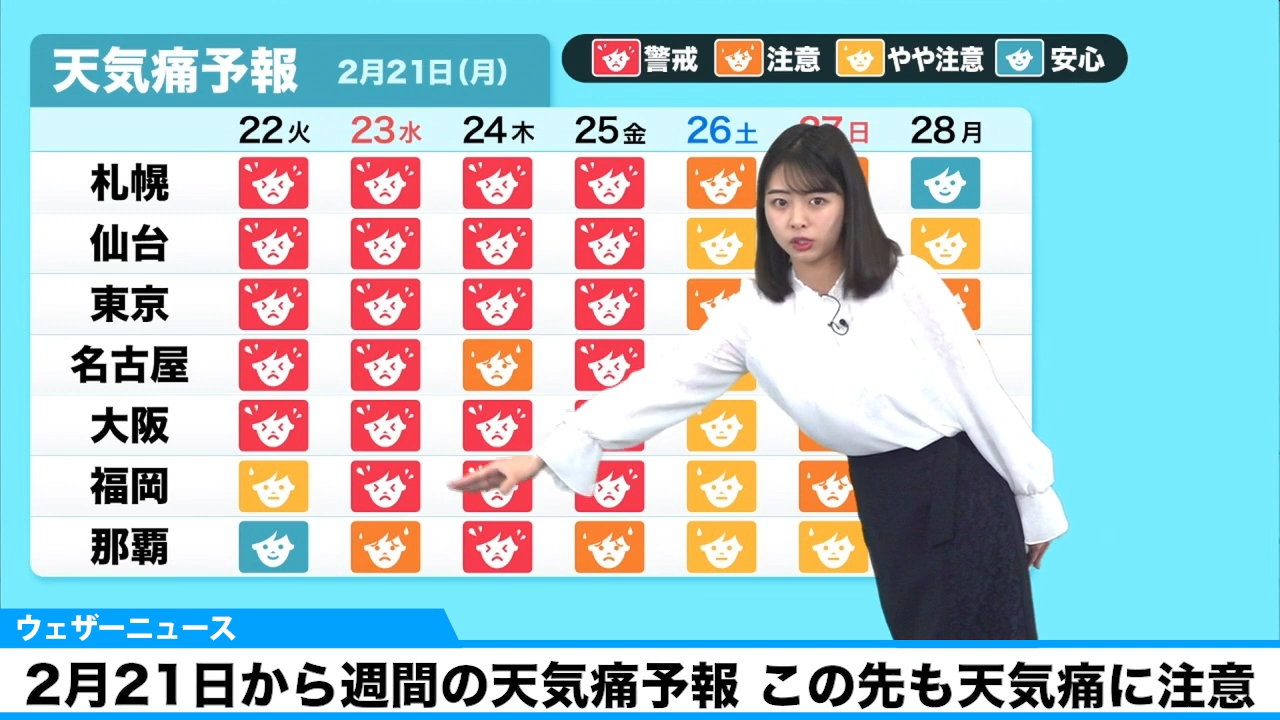 天気痛予報 2月21日(月)
警戒 注意 やや注意 安心
22火 23水 24木 25金 26土 27日 28月
札幌
仙台
東京
名古屋
大阪
福岡
那覇
ウェザーニュース
2月21日から週間の天気痛予報 この先も天気痛に注意